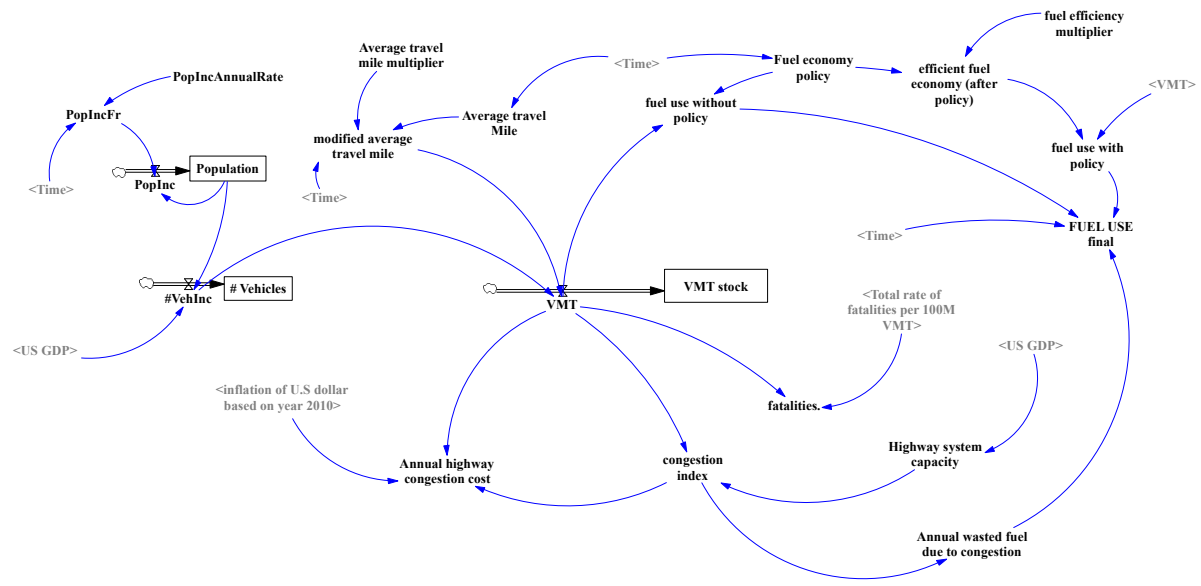 fuel efficiency
multiplier
Average travel
mile multiplier
<Time>
Fuel economy
policy
efficient fuel
economy (after
policy)
PopIncAnnualRate
<VMT>
PopIncFr
fuel use without
policy
Average travel
Mile
modified average
travel mile
fuel use with
policy
Population
PopInc
<Time>
<Time>
<Time>
FUEL USE
final
# Vehicles
#VehInc
VMT stock
VMT
<Total rate of
fatalities per 100M
VMT>
<US GDP>
<US GDP>
<inflation of U.S dollar
based on year 2010>
fatalities.
Highway system
capacity
Annual highway
congestion cost
congestion
index
Annual wasted fuel
due to congestion